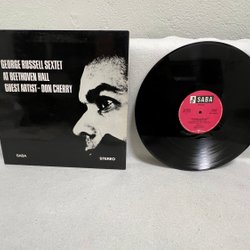 GEORGE RUSSELL SEXTET
AT BEETHOVEN HALL
GUEST ARTIST-DON CHERRY
SABA
STEREO
SABA